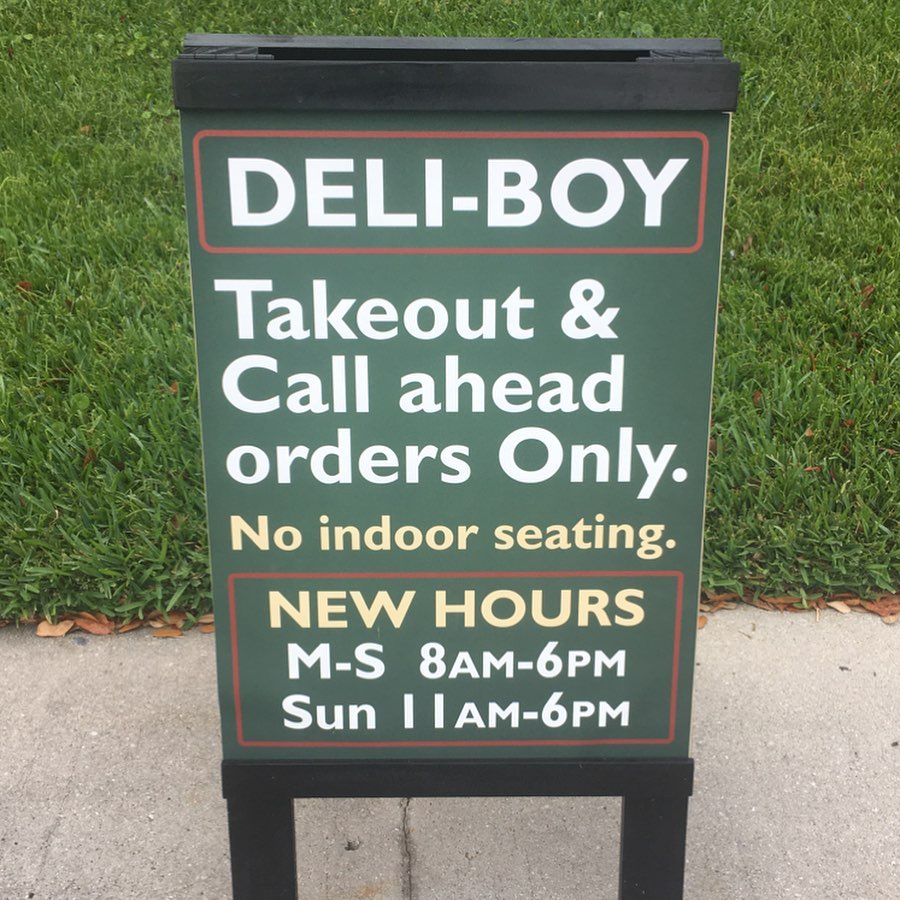 DELI-BOY
Takeout &
Call ahead
orders Only.
No indoor seating.
NEW HOURS
M-S 8AM-6PM
Sun 11AM-6PM